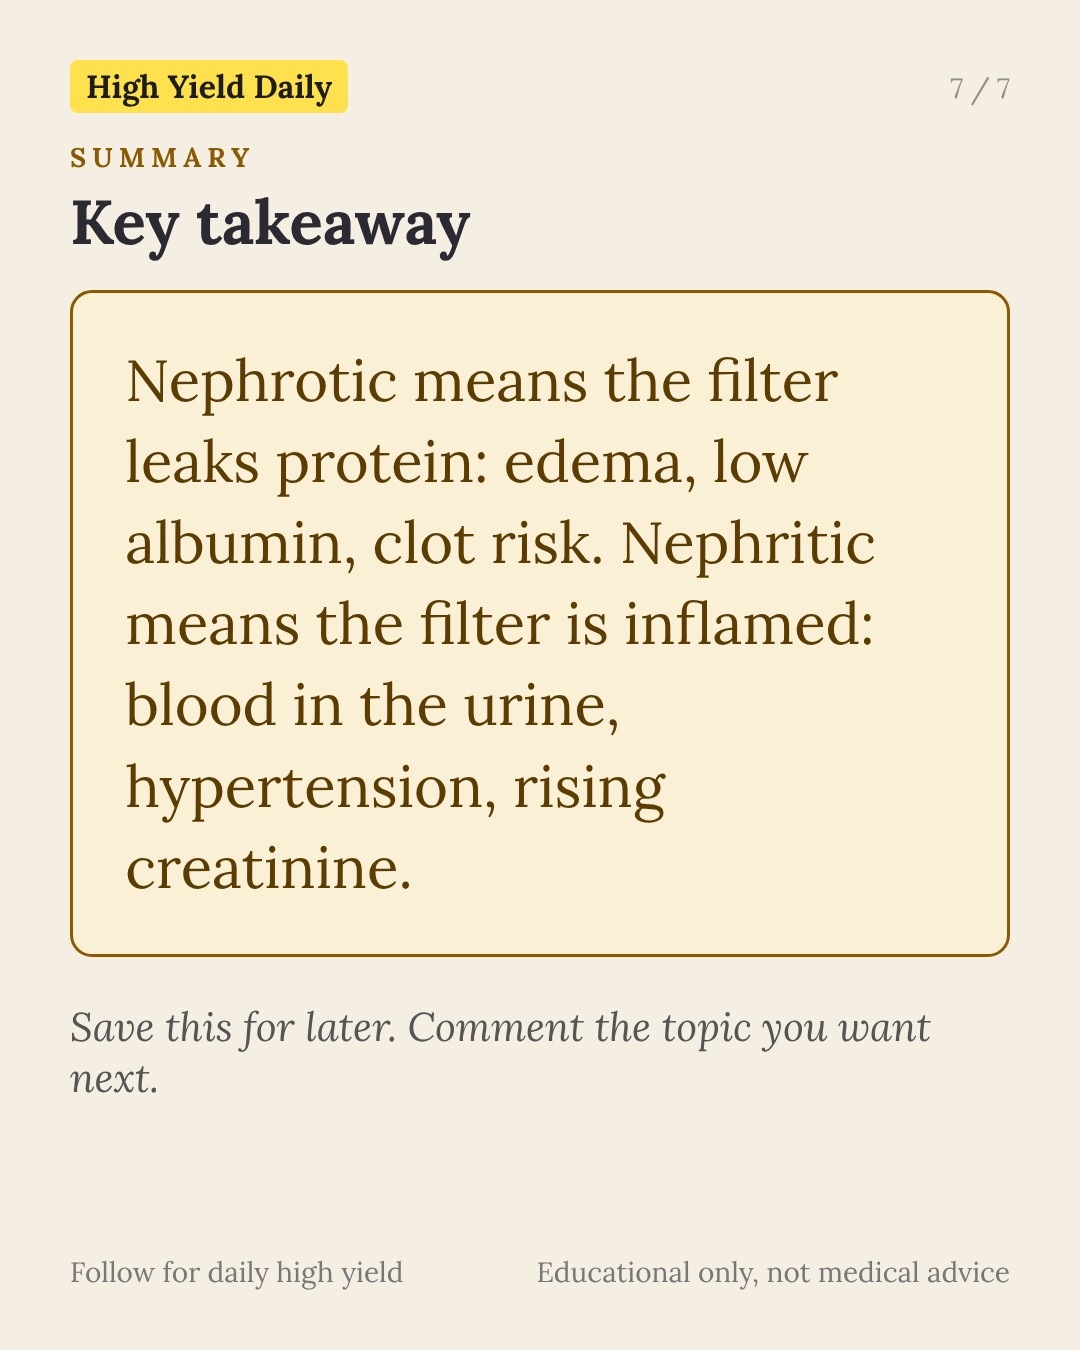 High Yield Daily
7 / 7
SUMMARY
Key takeaway
Nephrotic means the filter
leaks protein: edema, low
albumin, clot risk. Nephritic
means the filter is inflamed:
blood in the urine,
hypertension, rising
creatinine.
Save this for later. Comment the topic you want
next.
Follow for daily high yield
Educational only, not medical advice